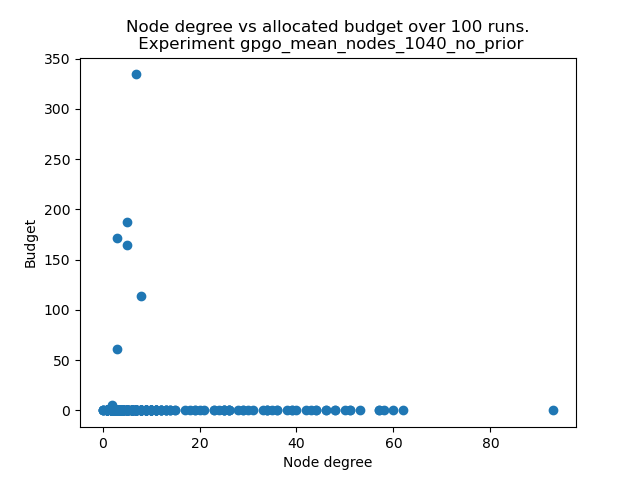 Node degree vs allocated budget over 100 runs.
Experiment gpgo_mean_nodes_1040_no_prior
350
300
250
200
150
100
50
0
Budget
0 20 40 60 80
Node degree